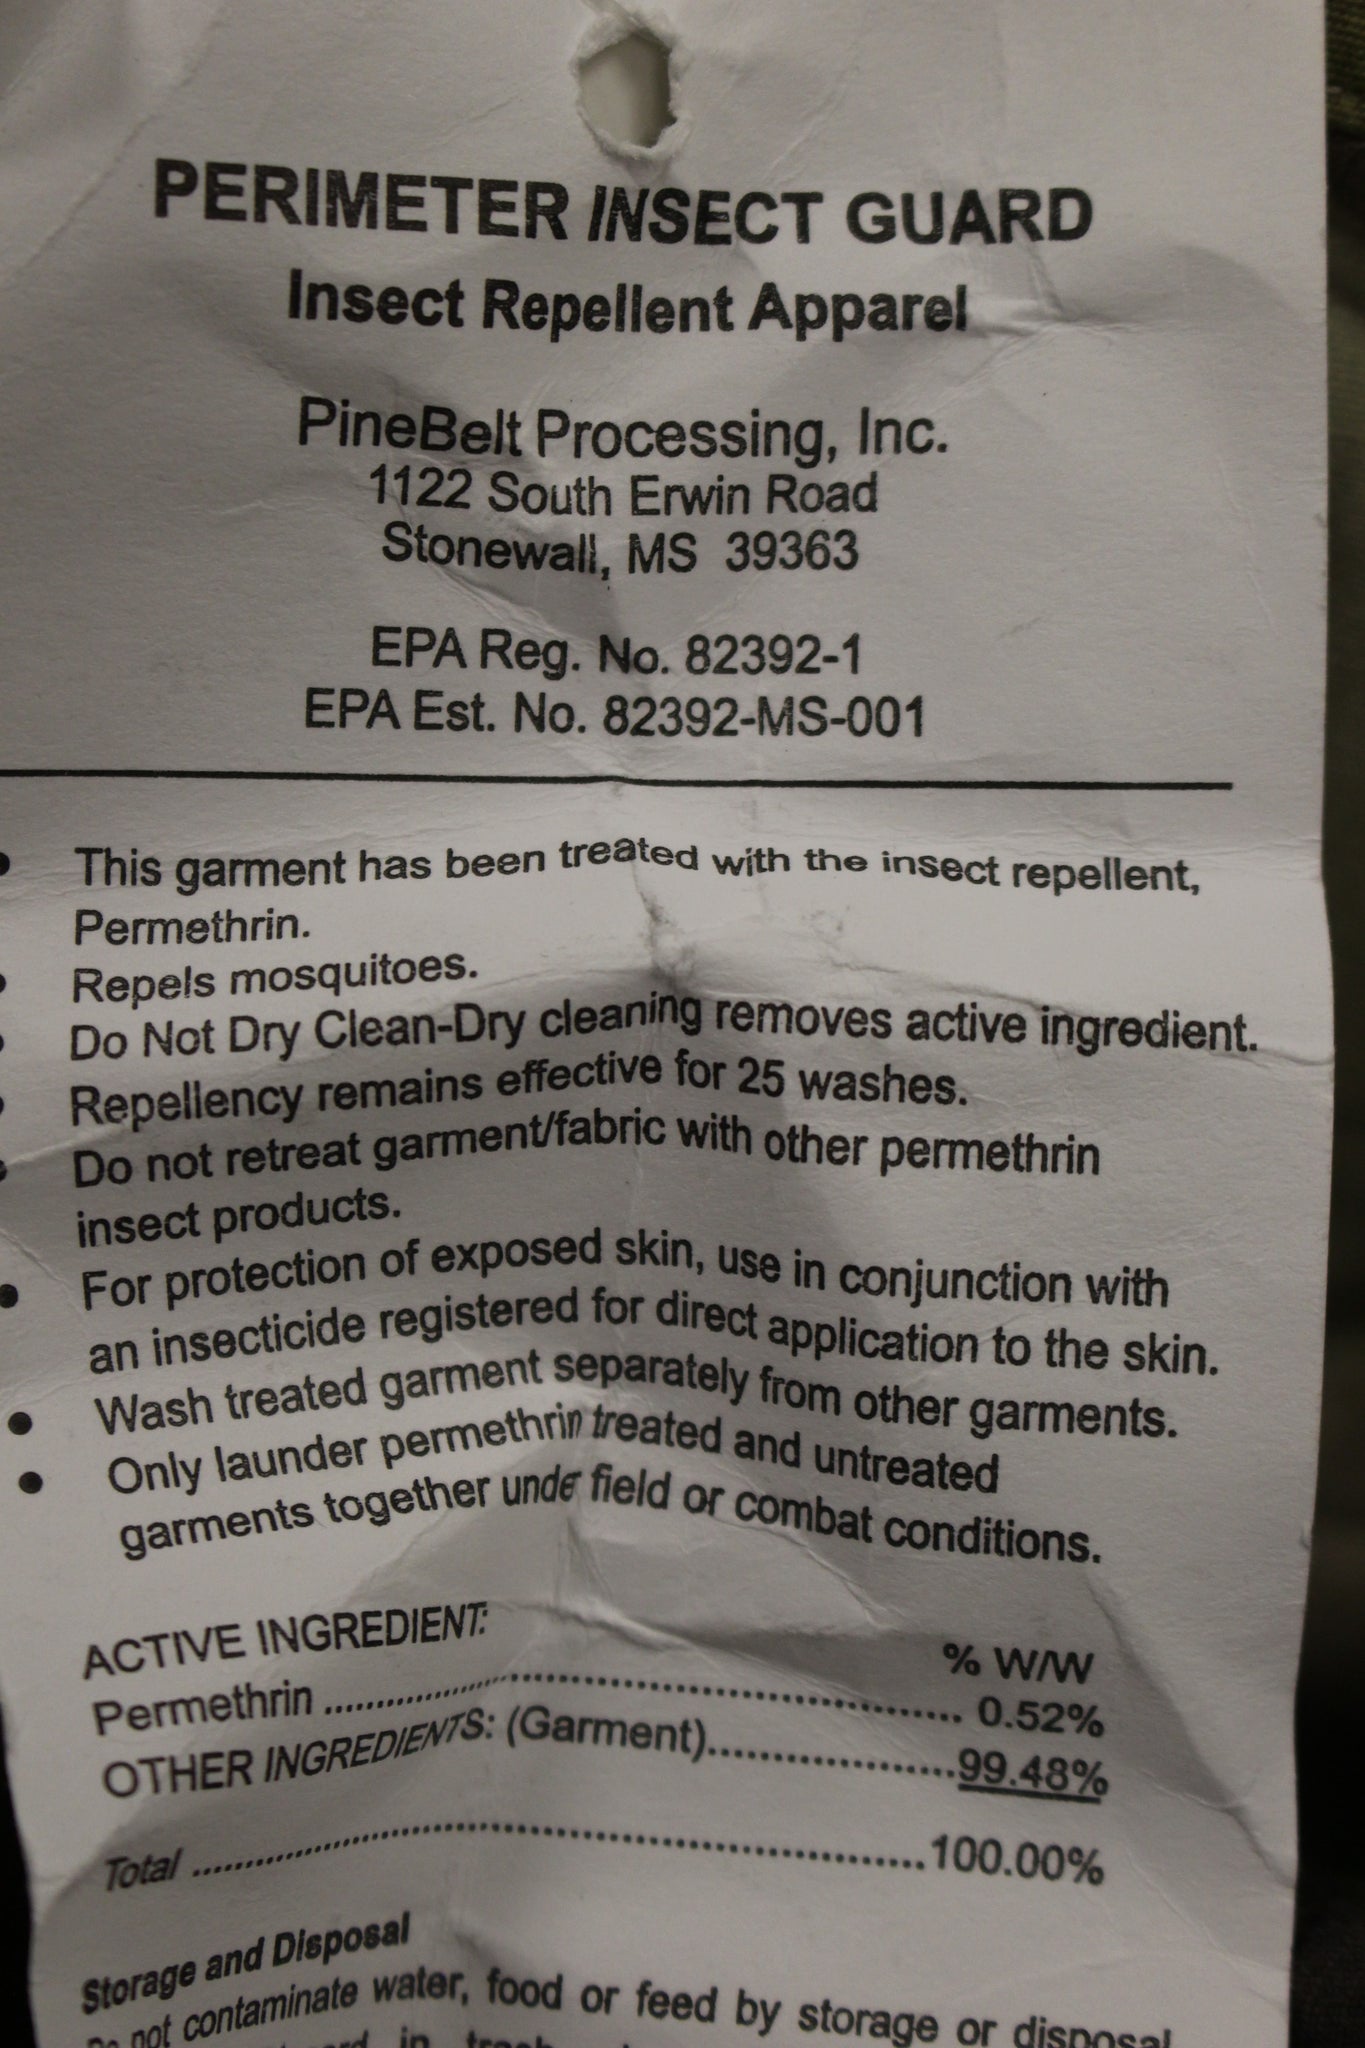 PERIMETER INSECT GUARD
Insect Repellent Apparel
PineBelt Processing, Inc.
1122 South Erwin Road
Stonewall, MS 39363
EPA Reg. No. 82392-1
EPA Est. No. 82392-MS-001
• This garment has been treated with the insect repellent,
Permethrin.
• Repels mosquitoes.
• Do Not Dry Clean-Dry cleaning removes active ingredient.
• Repellency remains effective for 25 washes.
• Do not retreat garment/fabric with other permethrin
insect products.
• For protection of exposed skin, use in conjunction with
an insecticide registered for direct application to the skin.
• Wash treated garment separately from other garments.
• Only launder permethrin treated and untreated
garments together under field or combat conditions.
ACTIVE INGREDIENT: % W/W
Permethrin ........................................ 0.52%
OTHER INGREDIENTS: (Garment)....................99.48%
Total ........................................100.00%
Storage and Disposal
Do not contaminate water, food or feed by storage or disposal
in